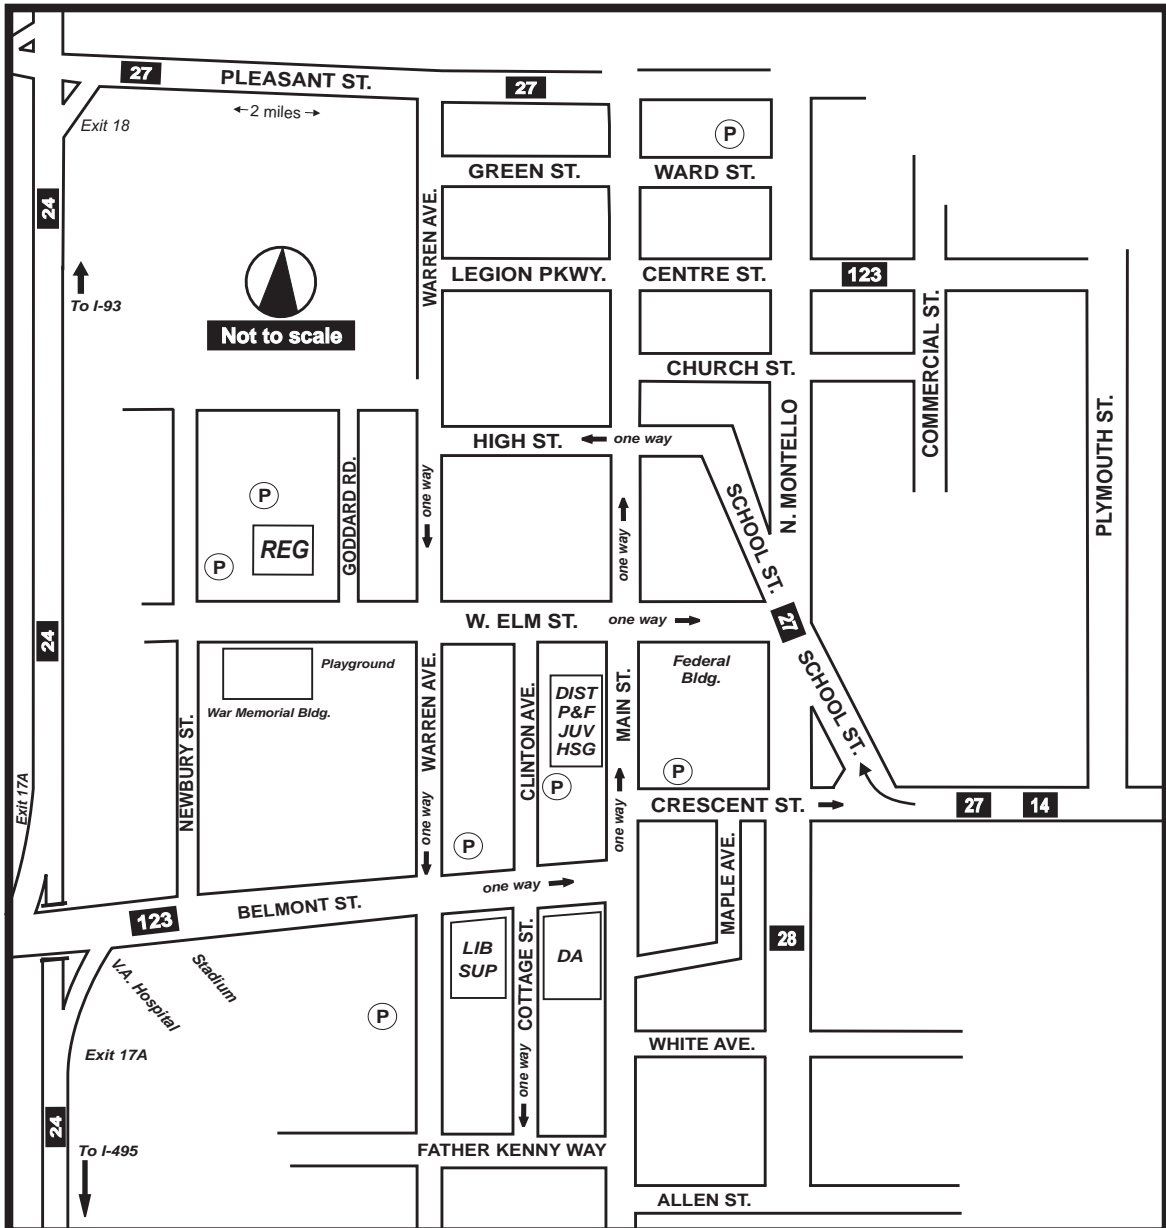 27
PLEASANT ST.
27
←2 miles→
Exit 18
P
GREEN ST.
WARD ST.
24
WARREN AVE.
LEGION PKWY.
CENTRE ST.
123
To I-93
Not to scale
COMMERCIAL ST.
CHURCH ST.
N. MONTELLO
PLYMOUTH ST.
HIGH ST.
one way
GODDARD RD.
one way
P
REG
P
one way
SCHOOL ST.
W. ELM ST.
one way
27
24
Playground
War Memorial Bldg.
NEWBURY ST.
WARREN AVE.
CLINTON AVE.
DIST
P&F
JUV
HSG
MAIN ST.
Federal
Bldg.
SCHOOL ST.
P
P
Exit 17A
one way
P
one way
CRESCENT ST.
27
14
MAPLE AVE.
one way
123
BELMONT ST.
28
LIB
SUP
COTTAGE ST.
DA
V.A. Hospital
Stadium
P
Exit 17A
one way
WHITE AVE.
24
To I-495
FATHER KENNY WAY
ALLEN ST.